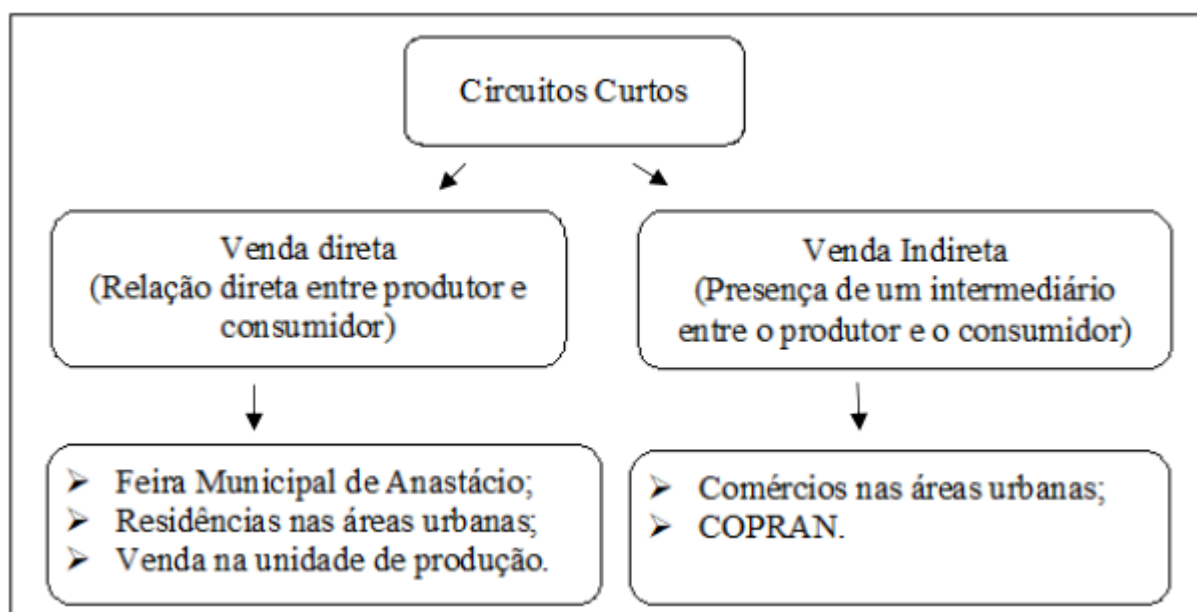 Circuitos Curtos
Venda direta
(Relação direta entre produtor e
consumidor)
Venda Indireta
(Presença de um intermediário
entre o produtor e o consumidor)
➢ Feira Municipal de Anastácio;
➢ Residências nas áreas urbanas;
➢ Venda na unidade de produção.
➢ Comércios nas áreas urbanas;
➢ COPRAN.